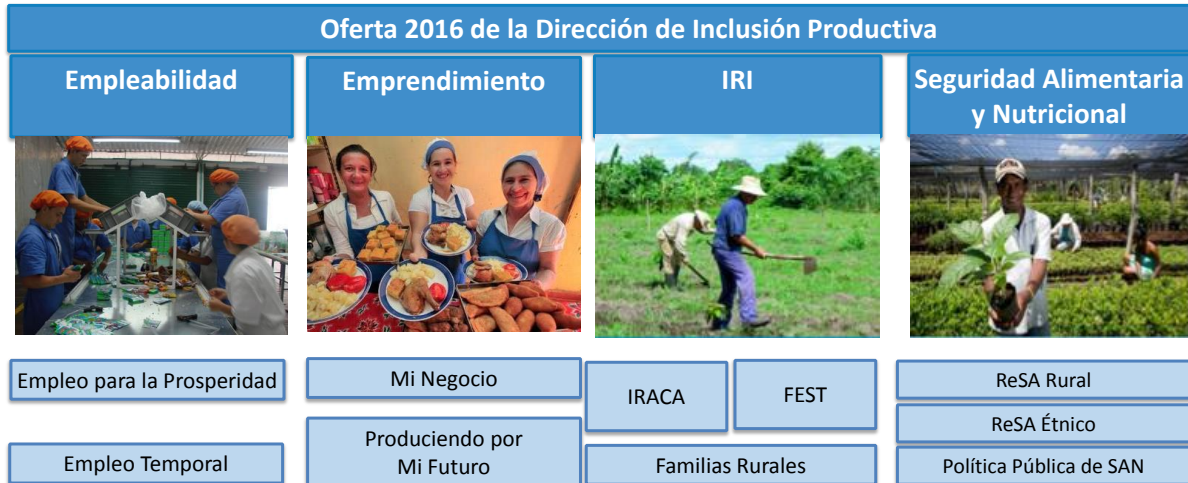 Oferta 2016 de la Dirección de Inclusión Productiva
Empleabilidad
Emprendimiento
IRI
Seguridad Alimentaria
y Nutricional
Empleo para la Prosperidad
Empleo Temporal
Mi Negocio
Produciendo por
Mi Futuro
IRACA
FEST
Familias Rurales
ReSA Rural
ReSA Étnico
Política Pública de SAN